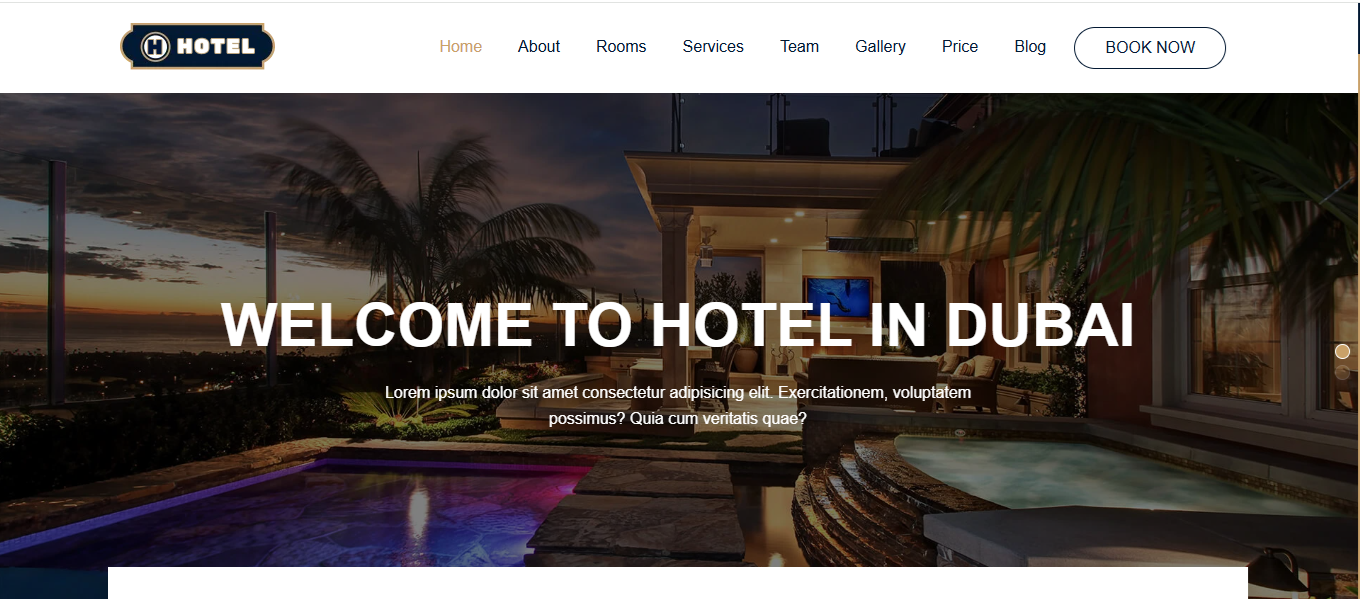 H HOTEL
Home About Rooms Services Team Gallery Price Blog BOOK NOW
WELCOME TO HOTEL IN DUBAI
Lorem ipsum dolor sit amet consectetur adipisicing elit. Exercitationem, voluptatem
possimus? Quia cum veritatis quae?